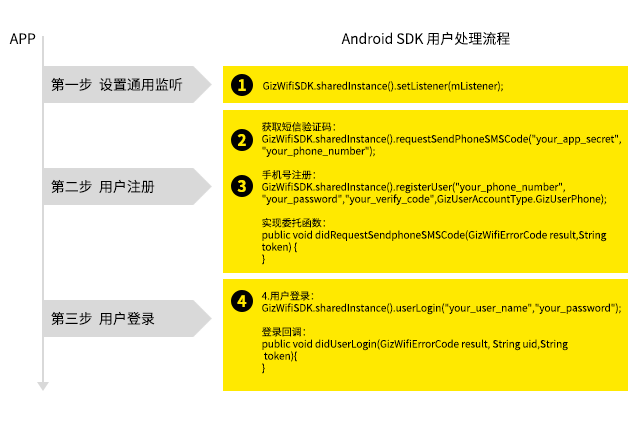 APP
Android SDK 用户处理流程
第一步 设置通用监听
1
GizWifiSDK.sharedInstance().setListener(mListener);
2
获取短信验证码：
GizWifiSDK.sharedInstance().requestSendPhoneSMSCode("your_app_secret",
"your_phone_number");
第二步 用户注册
3
手机号注册：
GizWifiSDK.sharedInstance().registerUser("your_phone_number",
"your_password","your_verify_code",GizUserAccountType.GizUserPhone);
实现委托函数：
public void didRequestSendphoneSMSCode(GizWifiErrorCode result,String
token) {
}
第三步 用户登录
4
4.用户登录：
GizWifiSDK.sharedInstance().userLogin("your_user_name","your_password");
登录回调：
public void didUserLogin(GizWifiErrorCode result, String uid,String
token){
}